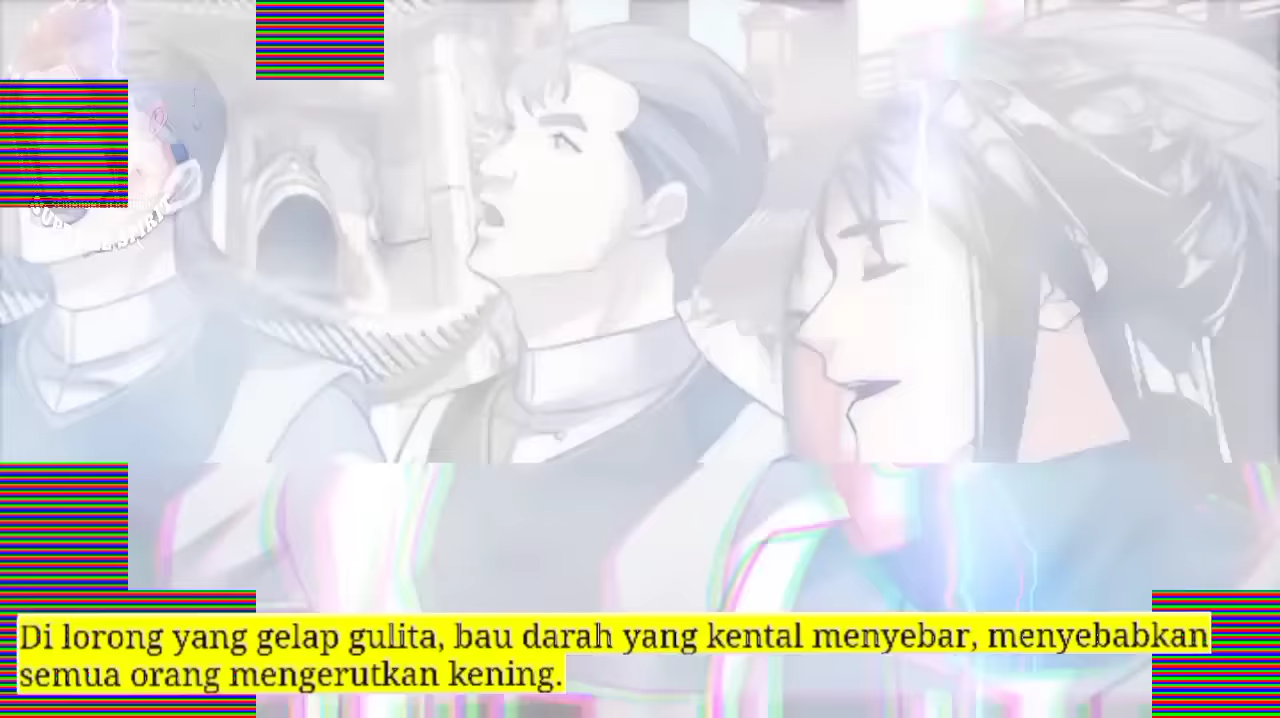 Di lorong yang gelap gulita, bau darah yang kental menyebar, menyebabkan
semua orang mengerutkan kening.